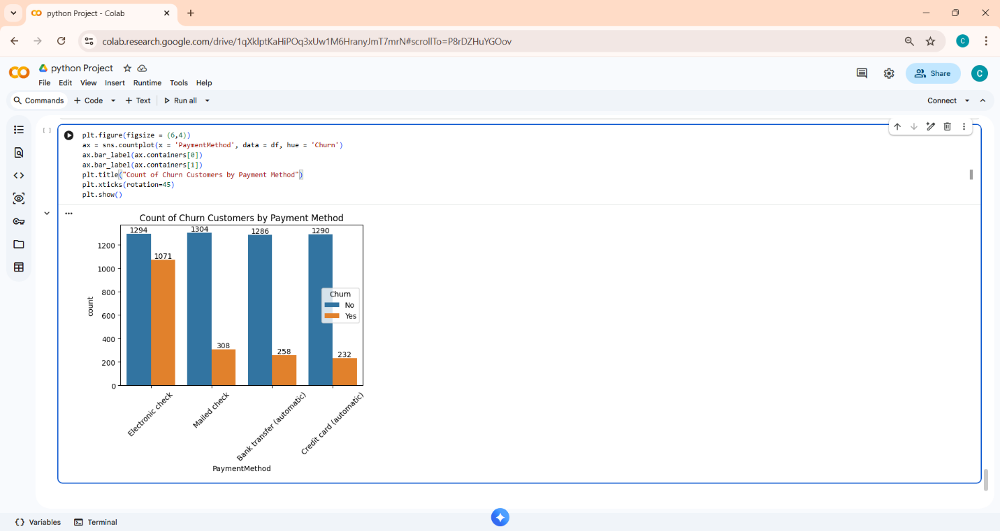 python Project - Colab
colab.research.google.com/drive/1qXklptKaHiPOq3xUw1M6HranyJmT7mrN#scrollTo=P8rDZHuYGOov
C
python Project
File Edit View Insert Runtime Tools Help
Share
C
Commands + Code + Text Run all
Connect
[ ]
plt.figure(figsize = (6,4))
ax = sns.countplot(x = 'PaymentMethod', data = df, hue = 'Churn')
ax.bar_label(ax.containers[0])
ax.bar_label(ax.containers[1])
plt.title("Count of Churn Customers by Payment Method")
plt.xticks(rotation=45)
plt.show()
Count of Churn Customers by Payment Method
1294 1304 1286 1290
1071
308 258 232
1200
1000
800
600
400
200
0
count
Churn
No
Yes
Electronic check
Mailed check
Bank transfer (automatic)
Credit card (automatic)
PaymentMethod
Variables Terminal